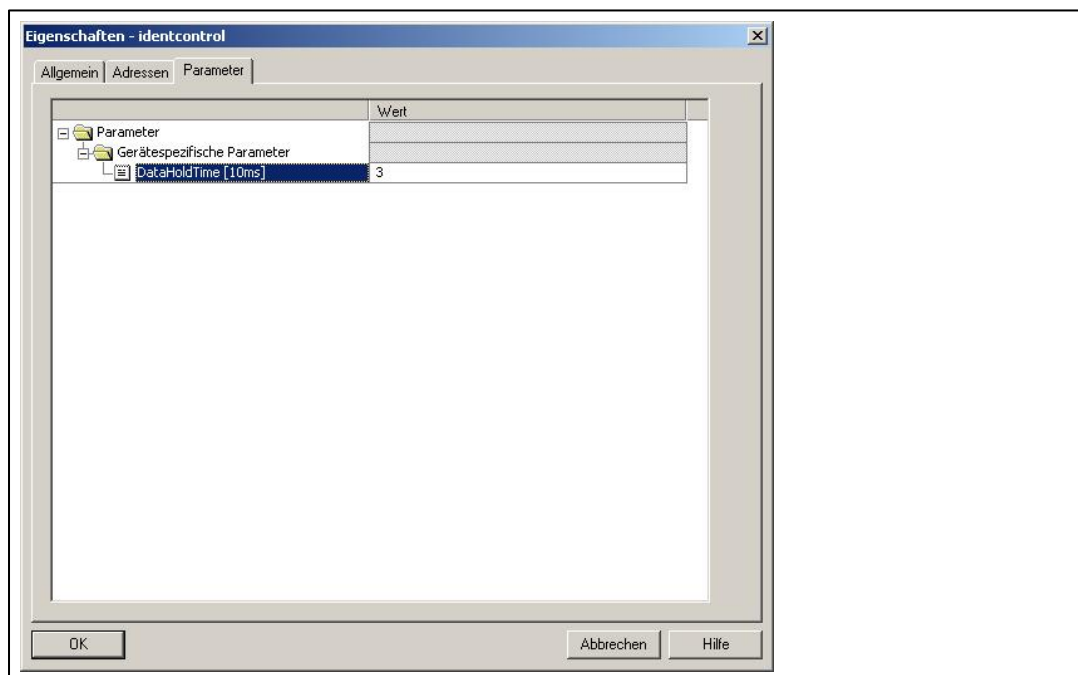 Eigenschaften - identcontrol
Allgemein Adressen Parameter
Wert
Parameter
Gerätespezifische Parameter
DataHoldTime [10ms] 3
OK Abbrechen Hilfe